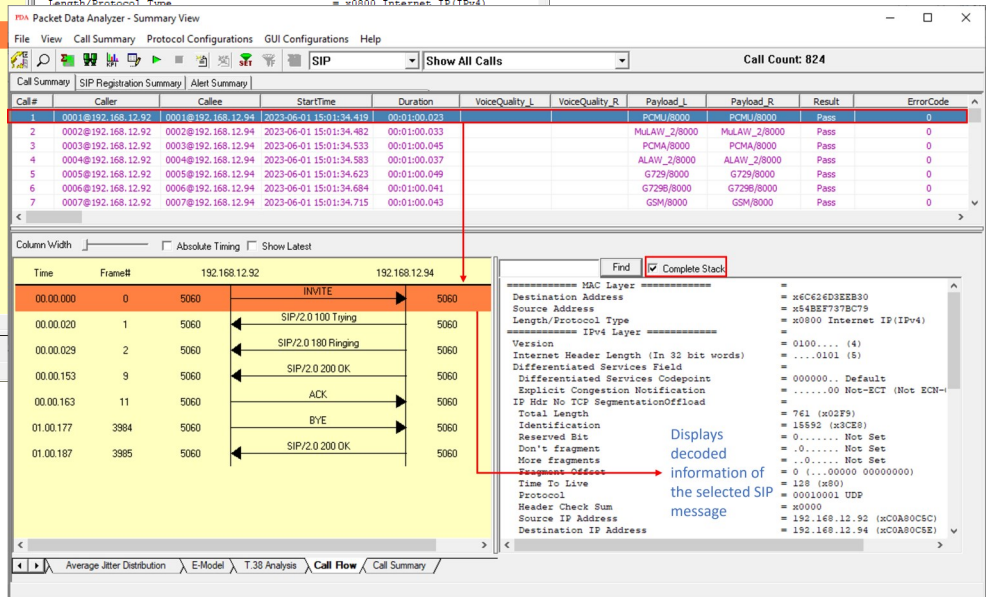 Length/Protocol Type = x0800 Internet IP(IPv4)
PDA Packet Data Analyzer - Summary View
File View Call Summary Protocol Configurations GUI Configurations Help
SET SIP Show All Calls Call Count: 824
Call Summary SIP Registration Summary Alert Summary
Call # Caller Callee StartTime Duration VoiceQuality_L VoiceQuality_R Payload_L Payload_R Result ErrorCode
1 0001@192.168.12.92 0001@192.168.12.94 2023-06-01 15:01:34.419 00:01:00.023 PCMU/8000 PCMU/8000 Pass 0
2 0002@192.168.12.92 0002@192.168.12.94 2023-06-01 15:01:34.482 00:01:00.033 MuLAW_2/8000 MuLAW_2/8000 Pass 0
3 0003@192.168.12.92 0003@192.168.12.94 2023-06-01 15:01:34.533 00:01:00.045 PCMA/8000 PCMA/8000 Pass 0
4 0004@192.168.12.92 0004@192.168.12.94 2023-06-01 15:01:34.583 00:01:00.037 ALAW_2/8000 ALAW_2/8000 Pass 0
5 0005@192.168.12.92 0005@192.168.12.94 2023-06-01 15:01:34.623 00:01:00.049 G729/8000 G729/8000 Pass 0
6 0006@192.168.12.92 0006@192.168.12.94 2023-06-01 15:01:34.684 00:01:00.041 G729B/8000 G729B/8000 Pass 0
7 0007@192.168.12.92 0007@192.168.12.94 2023-06-01 15:01:34.715 00:01:00.043 GSM/8000 GSM/8000 Pass 0
Column Width Absolute Timing Show Latest
Time Frame# 192.168.12.92 192.168.12.94
00.00.000 0 5060 INVITE 5060
00.00.020 1 5060 SIP/2.0 100 Trying 5060
00.00.029 2 5060 SIP/2.0 180 Ringing 5060
00.00.153 9 5060 SIP/2.0 200 OK 5060
00.00.163 11 5060 ACK 5060
01.00.177 3984 5060 BYE 5060
01.00.187 3985 5060 SIP/2.0 200 OK 5060
Find Complete Stack
============ MAC Layer ============ =
Destination Address = x6C626D3EEB30
Source Address = x54BEF737BC79
Length/Protocol Type = x0800 Internet IP(IPv4)
============ IPv4 Layer ============ =
Version = 0100.... (4)
Internet Header Length (In 32 bit words) = ....0101 (5)
Differentiated Services Field =
Differentiated Services Codepoint = 000000.. Default
Explicit Congestion Notification = ......00 Not-ECT (Not ECN-
IP Hdr No TCP SegmentationOffload =
Total Length = 761 (x02F9)
Identification = 15592 (x3CE8)
Reserved Bit = 0....... Not Set
Don't fragment = .0...... Not Set
More fragments = ..0..... Not Set
Fragment Offset = 0 (...00000 00000000)
Time To Live = 128 (x80)
Protocol = 00010001 UDP
Header Check Sum = x0000
Source IP Address = 192.168.12.92 (xC0A80C5C)
Destination IP Address = 192.168.12.94 (xC0A80C5E)
Displays
decoded
information of
the selected SIP
message
Average Jitter Distribution E-Model T.38 Analysis Call Flow Call Summary